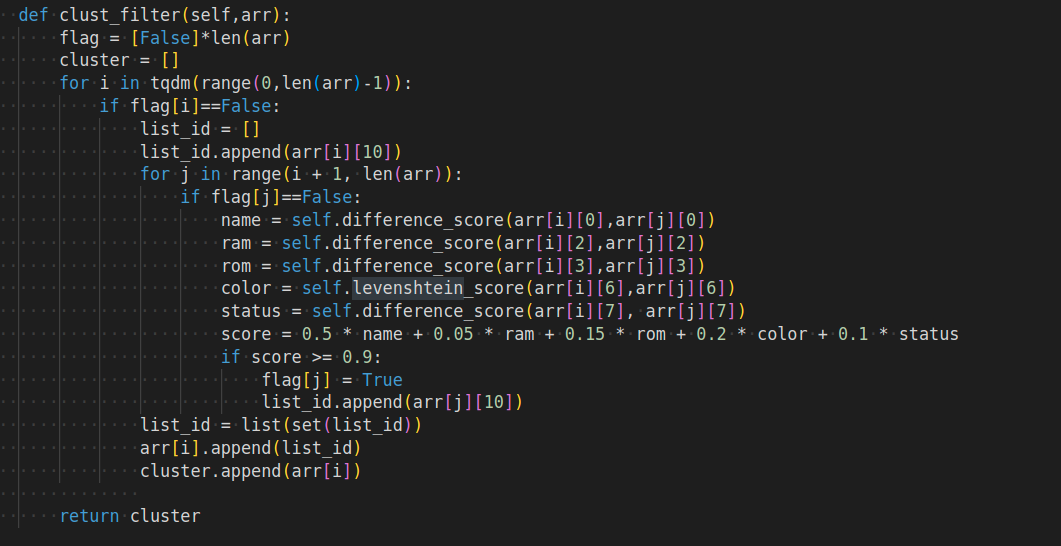 def clust_filter(self,arr):
    flag = [False]*len(arr)
    cluster = []
    for i in tqdm(range(0,len(arr)-1)):
        if flag[i]==False:
            list_id = []
            list_id.append(arr[i][10])
            for j in range(i + 1, len(arr)):
                if flag[j]==False:
                    name = self.difference_score(arr[i][0],arr[j][0])
                    ram = self.difference_score(arr[i][2],arr[j][2])
                    rom = self.difference_score(arr[i][3],arr[j][3])
                    color = self.levenshtein_score(arr[i][6],arr[j][6])
                    status = self.difference_score(arr[i][7], arr[j][7])
                    score = 0.5 * name + 0.05 * ram + 0.15 * rom + 0.2 * color + 0.1 * status
                    if score >= 0.9:
                        flag[j] = True
                        list_id.append(arr[j][10])
            list_id = list(set(list_id))
            arr[i].append(list_id)
            cluster.append(arr[i])
    return cluster